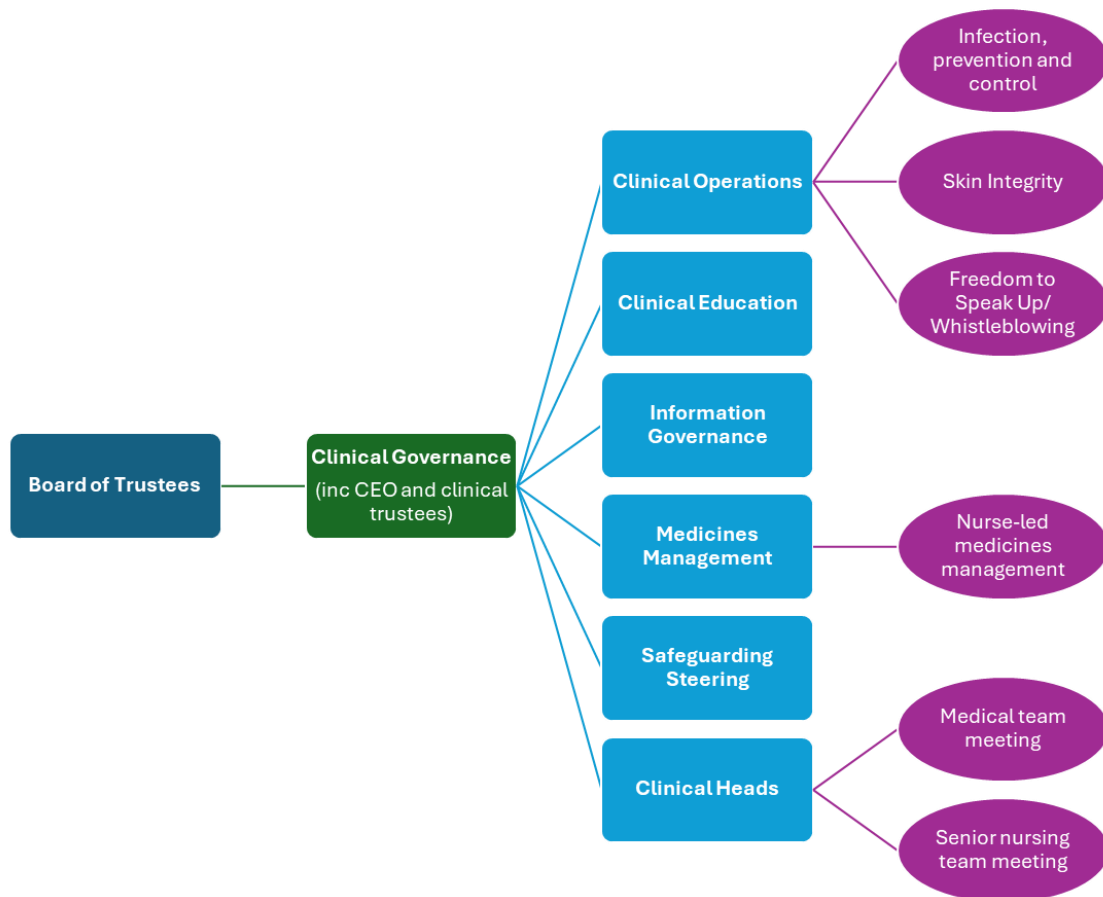 Board of Trustees
Clinical Governance
(inc CEO and clinical
trustees)
Clinical Operations
Clinical Education
Information
Governance
Medicines
Management
Safeguarding
Steering
Clinical Heads
Infection,
prevention and
control
Skin Integrity
Freedom to
Speak Up/
Whistleblowing
Nurse-led
medicines
management
Medical team
meeting
Senior nursing
team meeting